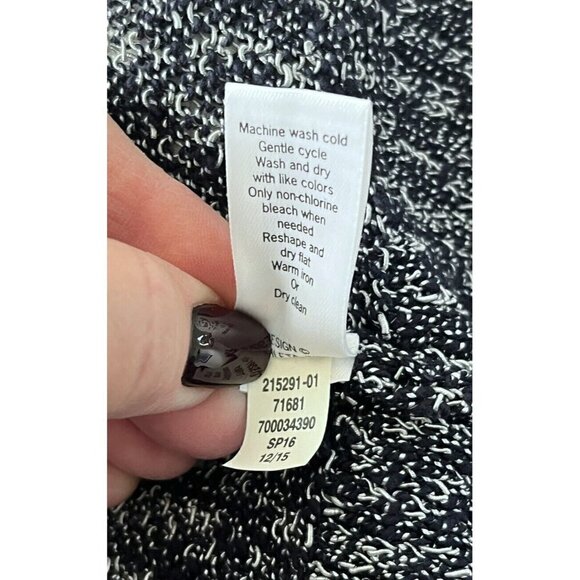 Machine wash cold
Gentle cycle
Wash and dry
with like colors
Only non-chlorine
bleach when
needed
Reshape and
dry flat
Warm iron
Or
Dry clean
215291-01
71681
700034390
SP16
12/15